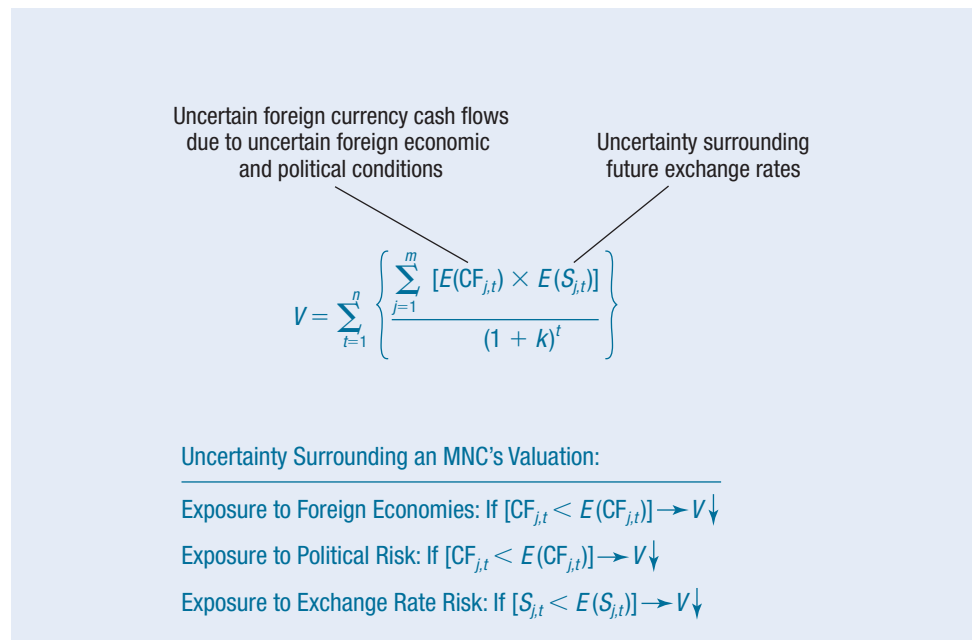 Uncertain foreign currency cash flows
due to uncertain foreign economic
and political conditions
Uncertainty surrounding
future exchange rates
V = ∑_{t=1}^{n} { ∑_{j=1}^{m} [E(CF_{j,t}) × E(S_{j,t})] / (1 + k)^t }
Uncertainty Surrounding an MNC’s Valuation:
Exposure to Foreign Economies: If [CF_{j,t} < E(CF_{j,t})] → V↓
Exposure to Political Risk: If [CF_{j,t} < E(CF_{j,t})] → V↓
Exposure to Exchange Rate Risk: If [S_{j,t} < E(S_{j,t})] → V↓